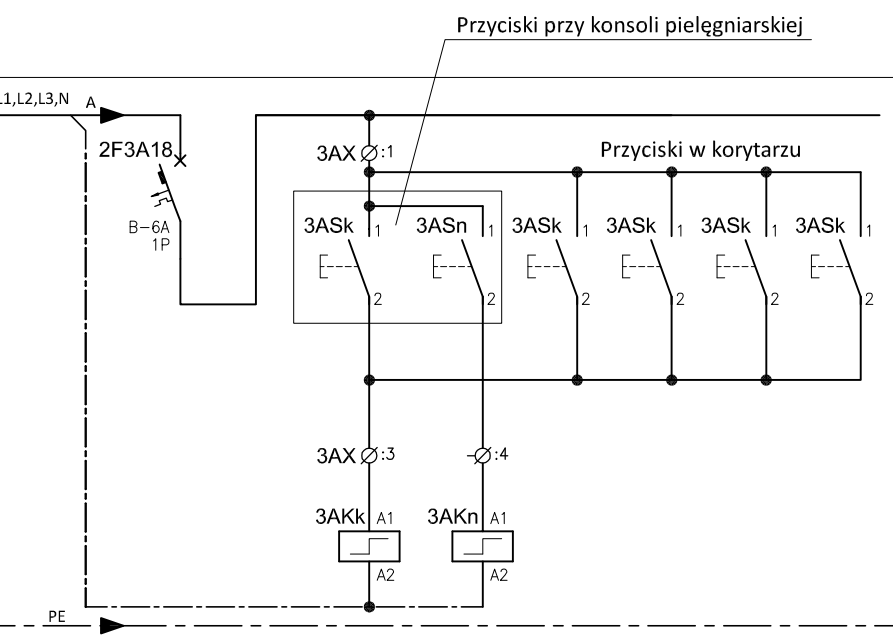 Przyciski przy konsoli pielęgniarskiej
L1,L2,L3,N
A
2F3A18
B-6A
1P
3AX :1
Przyciski w korytarzu
3ASk 1
2
3ASn 1
2
3ASk 1
2
3ASk 1
2
3ASk 1
2
3ASk 1
2
3AX :3
:4
3AKk A1
A2
3AKn A1
A2
PE